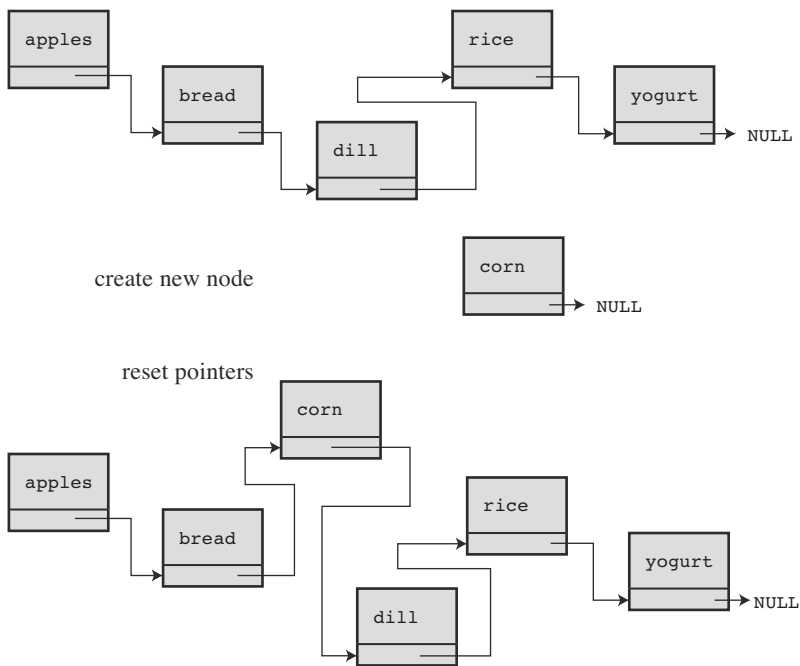 apples
rice
bread
yogurt
dill
NULL
corn
create new node
NULL
reset pointers
corn
apples
rice
bread
yogurt
dill
NULL